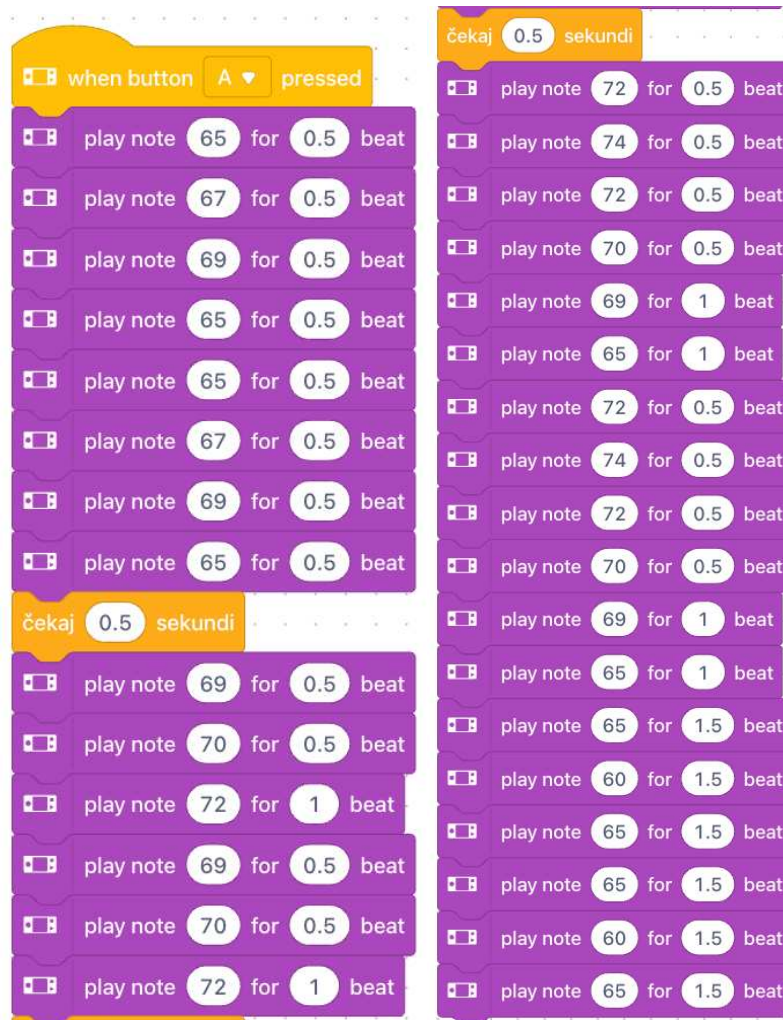 when button A pressed
play note 65 for 0.5 beat
play note 67 for 0.5 beat
play note 69 for 0.5 beat
play note 65 for 0.5 beat
play note 65 for 0.5 beat
play note 67 for 0.5 beat
play note 69 for 0.5 beat
play note 65 for 0.5 beat
čekaj 0.5 sekundi
play note 69 for 0.5 beat
play note 70 for 0.5 beat
play note 72 for 1 beat
play note 69 for 0.5 beat
play note 70 for 0.5 beat
play note 72 for 1 beat
čekaj 0.5 sekundi
play note 72 for 0.5 beat
play note 74 for 0.5 beat
play note 72 for 0.5 beat
play note 70 for 0.5 beat
play note 69 for 1 beat
play note 65 for 1 beat
play note 72 for 0.5 beat
play note 74 for 0.5 beat
play note 72 for 0.5 beat
play note 70 for 0.5 beat
play note 69 for 1 beat
play note 65 for 1 beat
play note 65 for 1.5 beat
play note 60 for 1.5 beat
play note 65 for 1.5 beat
play note 65 for 1.5 beat
play note 60 for 1.5 beat
play note 65 for 1.5 beat